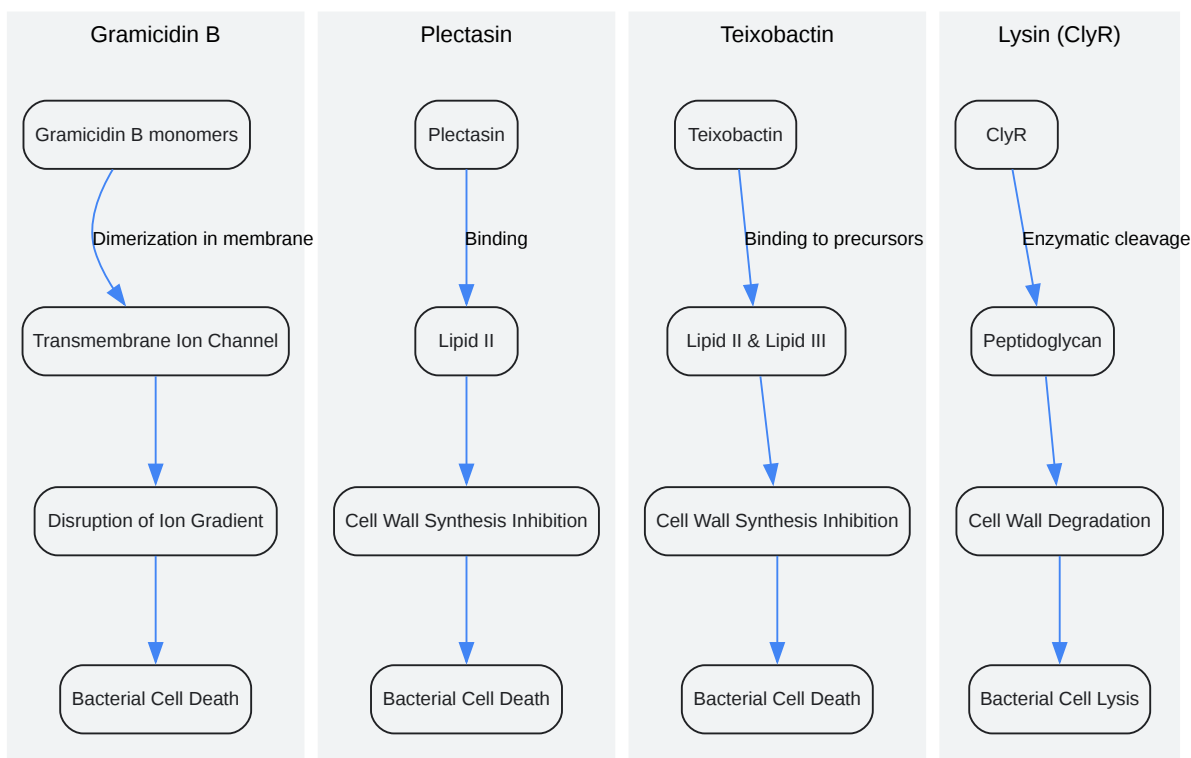 Gramicidin B
Gramicidin B monomers
Dimerization in membrane
Transmembrane Ion Channel
Disruption of Ion Gradient
Bacterial Cell Death
Plectasin
Plectasin
Binding
Lipid II
Cell Wall Synthesis Inhibition
Bacterial Cell Death
Teixobactin
Teixobactin
Binding to precursors
Lipid II & Lipid III
Cell Wall Synthesis Inhibition
Bacterial Cell Death
Lysin (ClyR)
ClyR
Enzymatic cleavage
Peptidoglycan
Cell Wall Degradation
Bacterial Cell Lysis